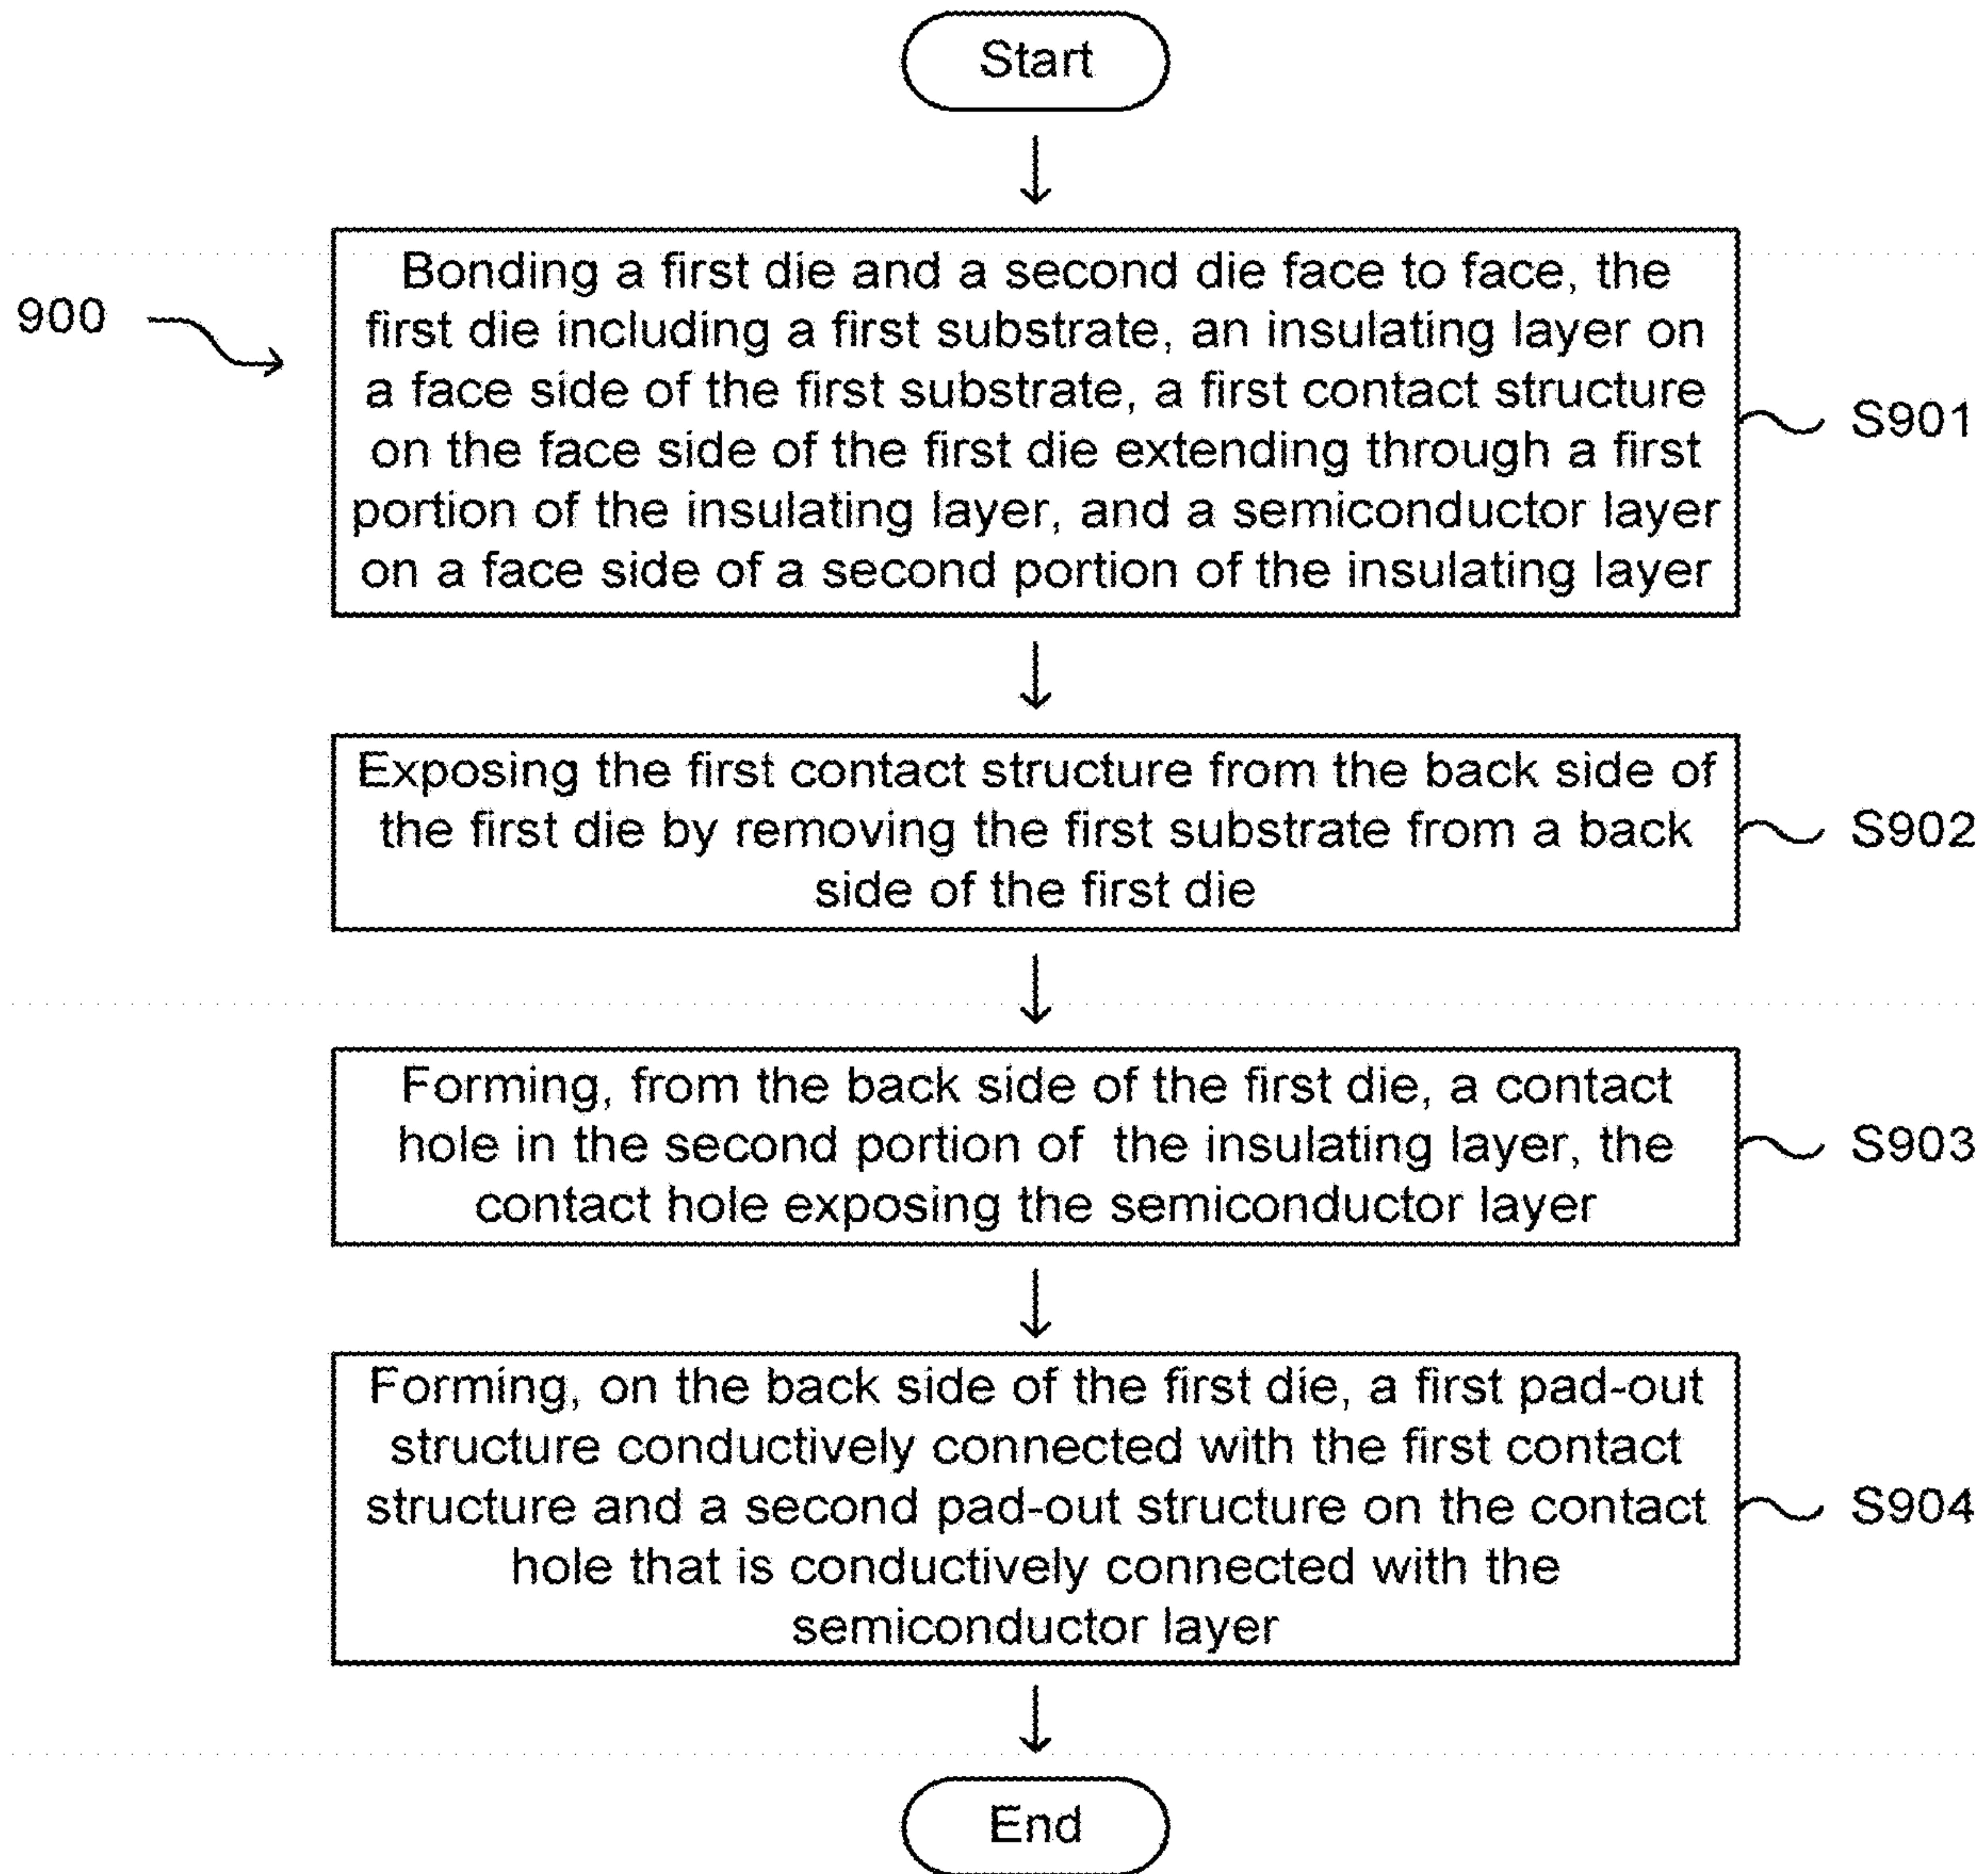 Start
900
Bonding a first die and a second die face to face, the
first die including a first substrate, an insulating layer on
a face side of the first substrate, a first contact structure
on the face side of the first die extending through a first
portion of the insulating layer, and a semiconductor layer
on a face side of a second portion of the insulating layer
S901
Exposing the first contact structure from the back side of
the first die by removing the first substrate from a back
side of the first die
S902
Forming, from the back side of the first die, a contact
hole in the second portion of the insulating layer, the
contact hole exposing the semiconductor layer
S903
Forming, on the back side of the first die, a first pad-out
structure conductively connected with the first contact
structure and a second pad-out structure on the contact
hole that is conductively connected with the
semiconductor layer
S904
End